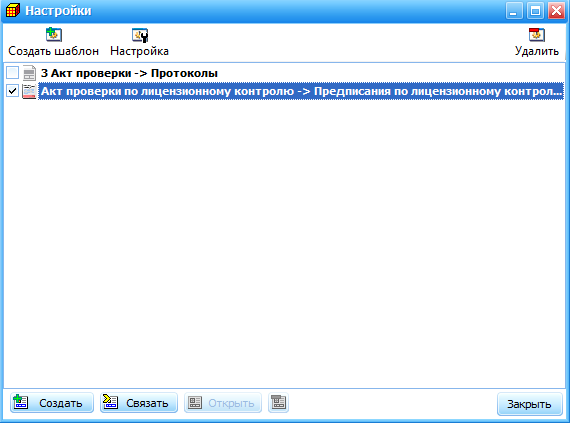 Настройки
Создать шаблон Настройка Удалить
3 Акт проверки -> Протоколы
Акт проверки по лицензионному контролю -> Предписания по лицензионному контрол...
Создать Связать Открыть Закрыть